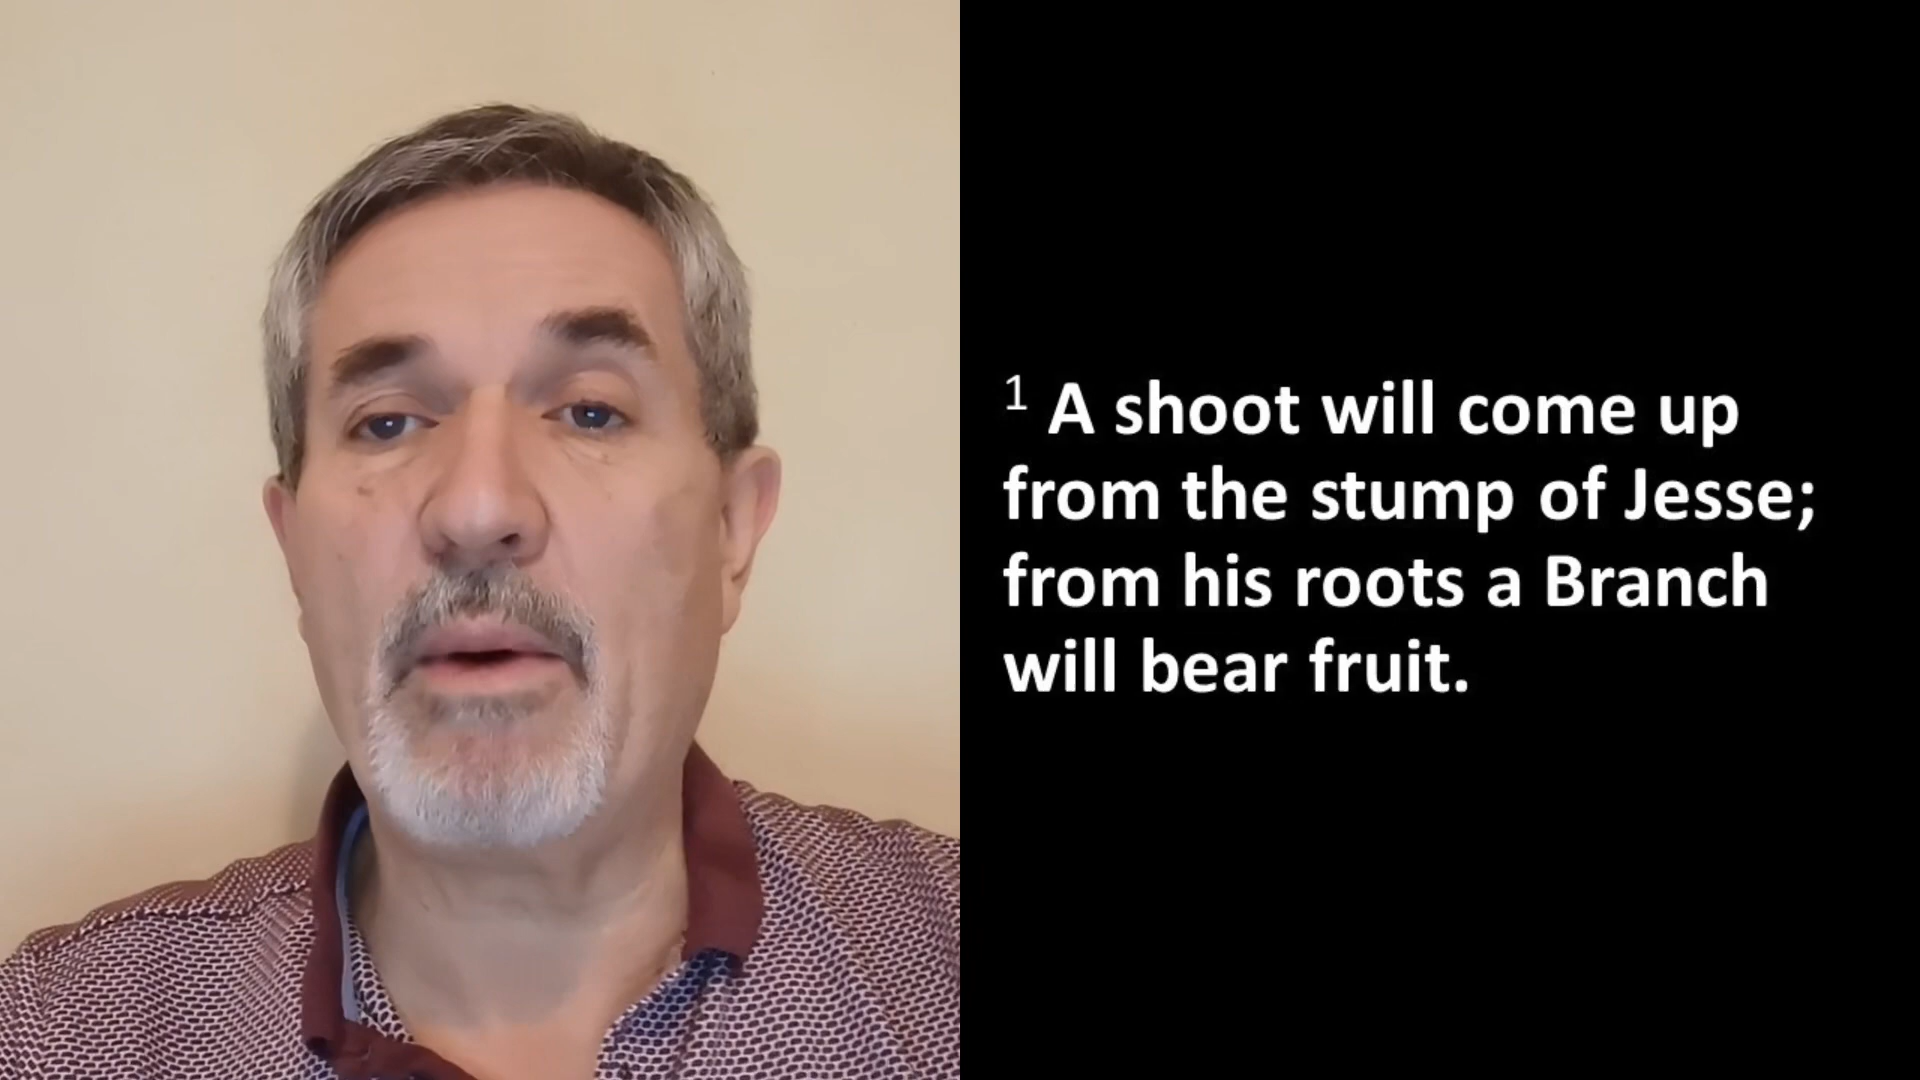 1 A shoot will come up
from the stump of Jesse;
from his roots a Branch
will bear fruit.